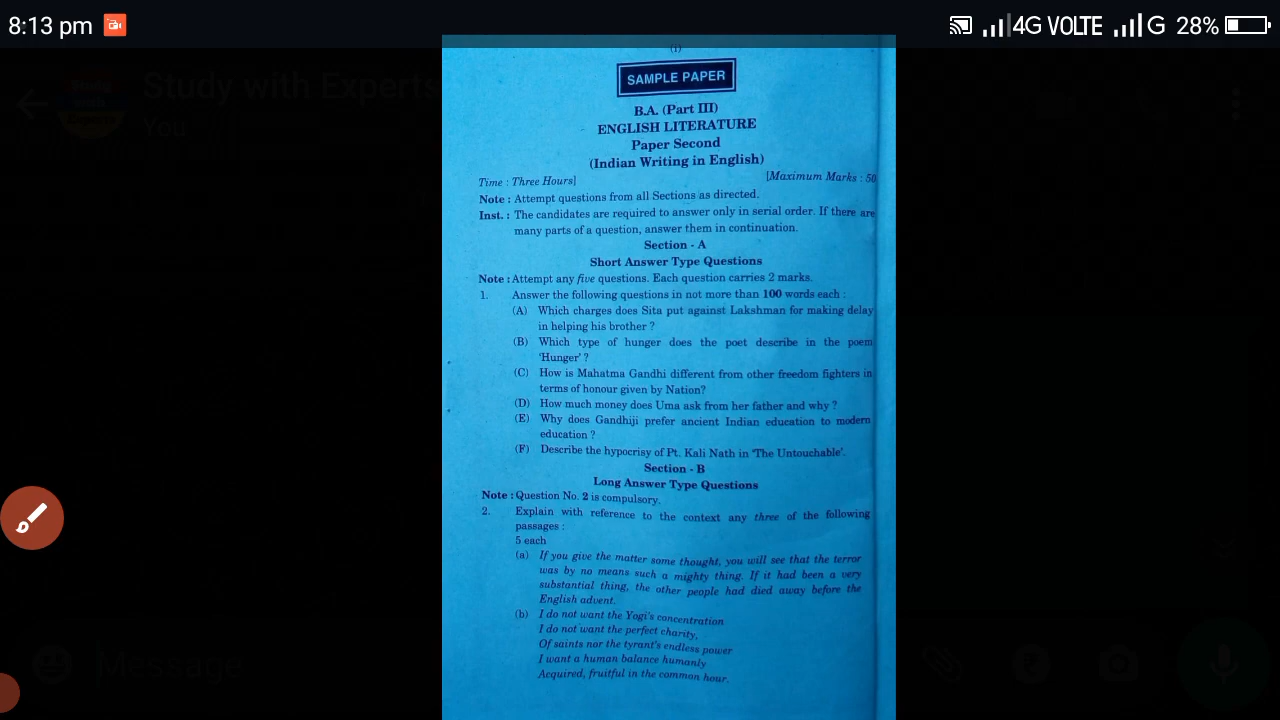 8:13 pm
4G VOLTE G 28%
Study with Experts
You
(1)
SAMPLE PAPER
B.A. (Part III)
ENGLISH LITERATURE
Paper Second
(Indian Writing in English)
Time : Three Hours] [Maximum Marks : 50
Note : Attempt questions from all Sections as directed.
Inst. : The candidates are required to answer only in serial order. If there are
many parts of a question, answer them in continuation.
Section - A
Short Answer Type Questions
Note : Attempt any five questions. Each question carries 2 marks.
1. Answer the following questions in not more than 100 words each :
(A) Which charges does Sita put against Lakshman for making delay
in helping his brother ?
(B) Which type of hunger does the poet describe in the poem
'Hunger' ?
(C) How is Mahatma Gandhi different from other freedom fighters in
terms of honour given by Nation?
(D) How much money does Uma ask from her father and why ?
(E) Why does Gandhiji prefer ancient Indian education to modern
education ?
(F) Describe the hypocrisy of Pt. Kali Nath in 'The Untouchable'.
Section - B
Long Answer Type Questions
Note : Question No. 2 is compulsory.
2. Explain with reference to the context any three of the following
passages :
5 each
(a) If you give the matter some thought, you will see that the terror
was by no means such a mighty thing. If it had been a very
substantial thing, the other people had died away before the
English advent.
(b) I do not want the Yogi's concentration
I do not want the perfect charity,
Of saints nor the tyrant's endless power
I want a human balance humanly
Acquired, fruitful in the common hour.
Message